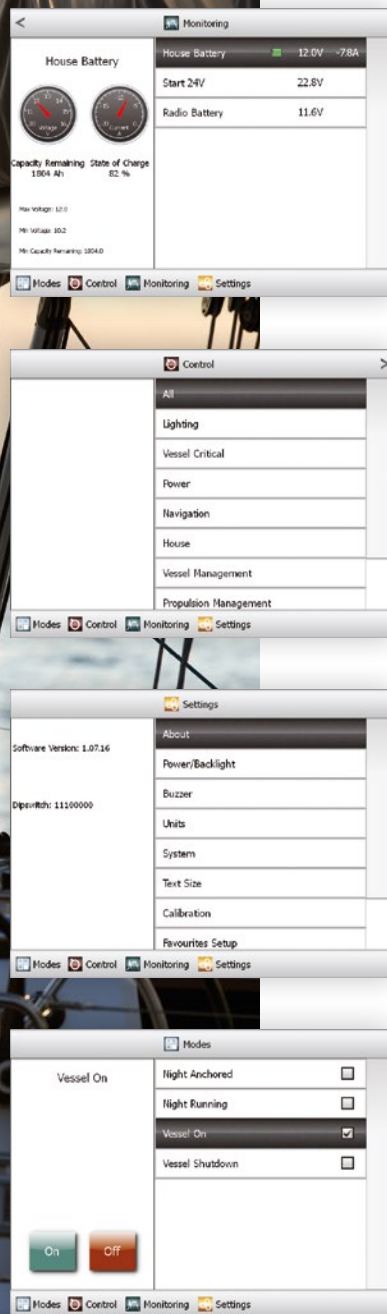 Monitoring
House Battery
Voltage
V
Current
A
Capacity Remaining State of Charge
1804 Ah 82 %
Max Voltage: 12.0
Min Voltage: 10.2
Min Capacity Remaining: 1804.0
House Battery 12.0V -7.8A
Start 24V 22.8V
Radio Battery 11.6V
Modes Control Monitoring Settings
Control
All
Lighting
Vessel Critical
Power
Navigation
House
Vessel Management
Propulsion Management
Modes Control Monitoring Settings
Settings
Software Version: 1.07.16
Dipswitch: 11100000
About
Power/Backlight
Buzzer
Units
System
Text Size
Calibration
Favourites Setup
Modes Control Monitoring Settings
Modes
Vessel On
On Off
Night Anchored
Night Running
Vessel On
Vessel Shutdown
Modes Control Monitoring Settings